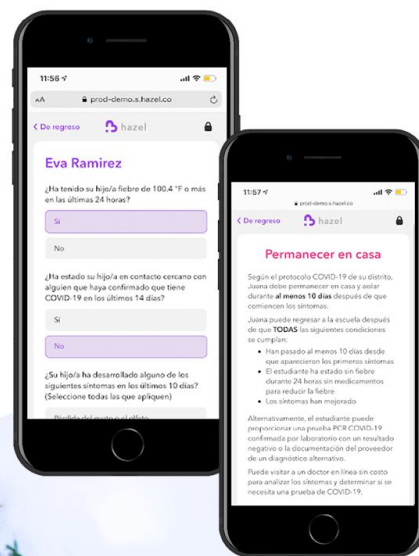 11:56
AA prod-demo.s.hazel.co
< De regreso hazel
Eva Ramirez
¿Ha tenido su hijo/a fiebre de 100.4 °F o más
en las últimas 24 horas?
Sí
No
¿Ha estado su hijo/a en contacto cercano con
alguien que haya confirmado que tiene
COVID-19 en los últimos 14 días?
Sí
No
¿Su hijo/a ha desarrollado alguno de los
siguientes síntomas en los últimos 10 días?
(Seleccione todas las que apliquen)
Pérdida del gusto o el olfato
11:57
prod-demo.s.hazel.co
< De regreso hazel
Permanecer en casa
Según el protocolo COVID-19 de su distrito,
Juana debe permanecer en casa y aislar
durante al menos 10 días después de que
comiencen los síntomas.
Juana puede regresar a la escuela después
de que TODAS las siguientes condiciones
se cumplan:
• Han pasado al menos 10 días desde
que aparecieron los primeros síntomas
• El estudiante ha estado sin fiebre
durante 24 horas sin medicamentos
para reducir la fiebre
• Los síntomas han mejorado
Alternativamente, el estudiante puede
proporcionar una prueba PCR COVID-19
confirmada por laboratorio con un resultado
negativo o la documentación del proveedor
de un diagnóstico alternativo.
Puede visitar a un doctor en línea sin costo
para analizar los síntomas y determinar si se
necesita una prueba de COVID-19.